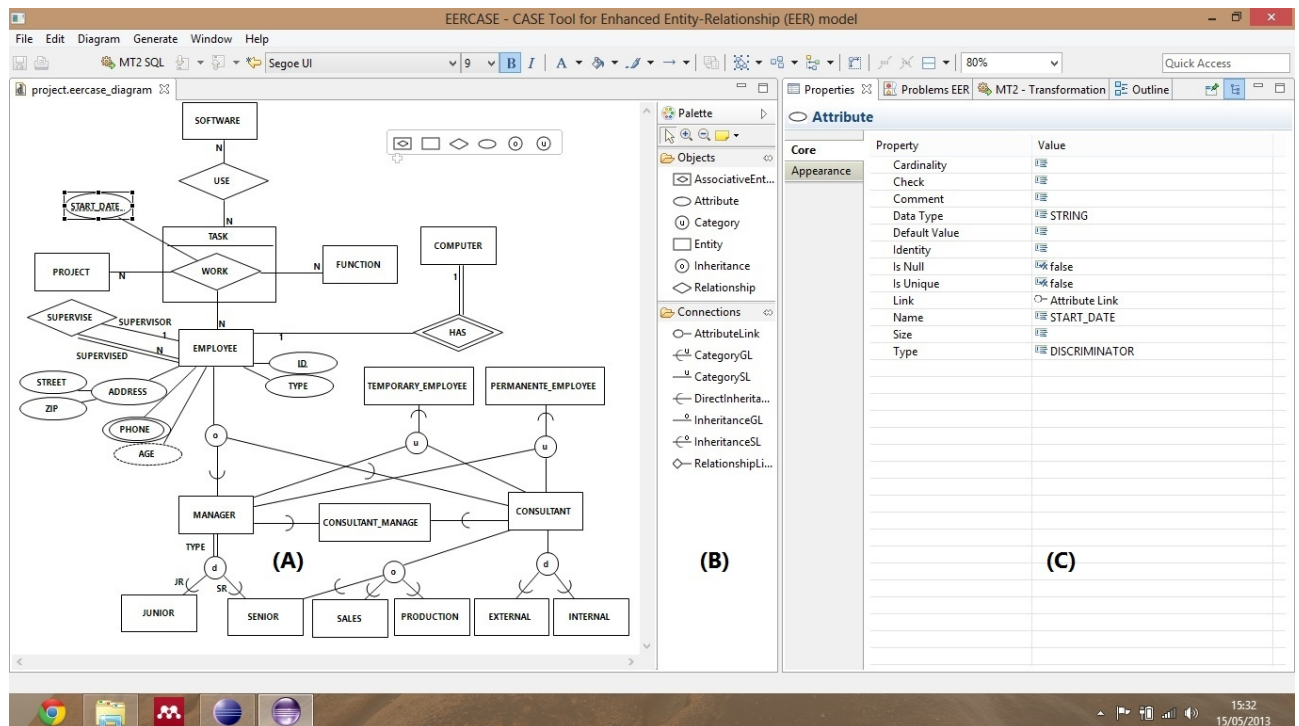 EERCASE - CASE Tool for Enhanced Entity-Relationship (EER) model
File Edit Diagram Generate Window Help
MT2 SQL Segoe UI 9 B I A 80% Quick Access
project.eercase_diagram
SOFTWARE
N
USE
START_DATE
N
TASK
COMPUTER
PROJECT
N
WORK
N
FUNCTION
1
SUPERVISE
SUPERVISOR
1
N
1
HAS
EMPLOYEE
SUPERVISED
N
ID
STREET
ADDRESS
TYPE
TEMPORARY_EMPLOYEE
PERMANENTE_EMPLOYEE
ZIP
PHONE
AGE
o
u
u
MANAGER
CONSULTANT_MANAGE
CONSULTANT
TYPE
(A)
d
o
d
JR
SR
JUNIOR
SENIOR
SALES
PRODUCTION
EXTERNAL
INTERNAL
o u
Palette
Objects
AssociativeEnt...
Attribute
u Category
Entity
o Inheritance
Relationship
Connections
AttributeLink
u CategoryGL
u CategorySL
DirectInherita...
o InheritanceGL
o InheritanceSL
RelationshipLi...
(B)
Properties Problems EER MT2 - Transformation Outline
Attribute
Core
Appearance
Property Value
Cardinality
Check
Comment
Data Type STRING
Default Value
Identity
Is Null false
Is Unique false
Link Attribute Link
Name START_DATE
Size
Type DISCRIMINATOR
(C)
15:32
15/05/2013